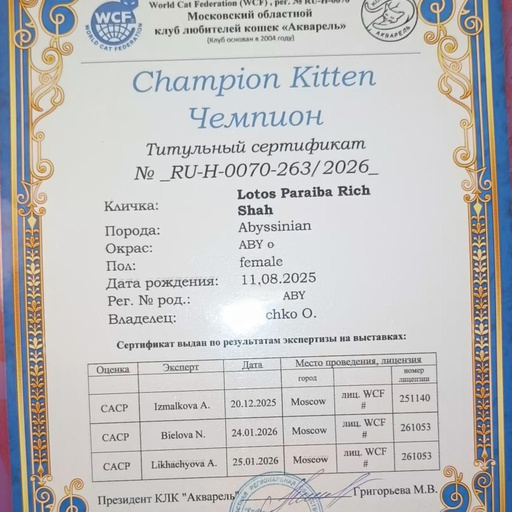 World Cat Federation (WCF), рег. № RU-H-0070
Московский областной
клуб любителей кошек «Акварель»
(Клуб основан в 2004 году)
WCF
WORLD CAT FEDERATION
АКВАРЕЛЬ
Champion Kitten
Чемпион
Титульный сертификат
№ _RU-H-0070-263/2026_
Кличка: Lotos Paraiba Rich Shah
Порода: Abyssinian
Окрас: ABY o
Пол: female
Дата рождения: 11,08.2025
Рег. № род.: ABY
Владелец: chko O.
Сертификат выдан по результатам экспертизы на выставках:
Оценка Эксперт Дата Место проведения, лицензия
город номер лицензии
CACP Izmalkova A. 20.12.2025 Moscow лиц. WCF # 251140
CACP Bielova N. 24.01.2026 Moscow лиц. WCF # 261053
CACP Likhachyova A. 25.01.2026 Moscow лиц. WCF # 261053
Президент КЛК "Акварель" Григорьева М.В.